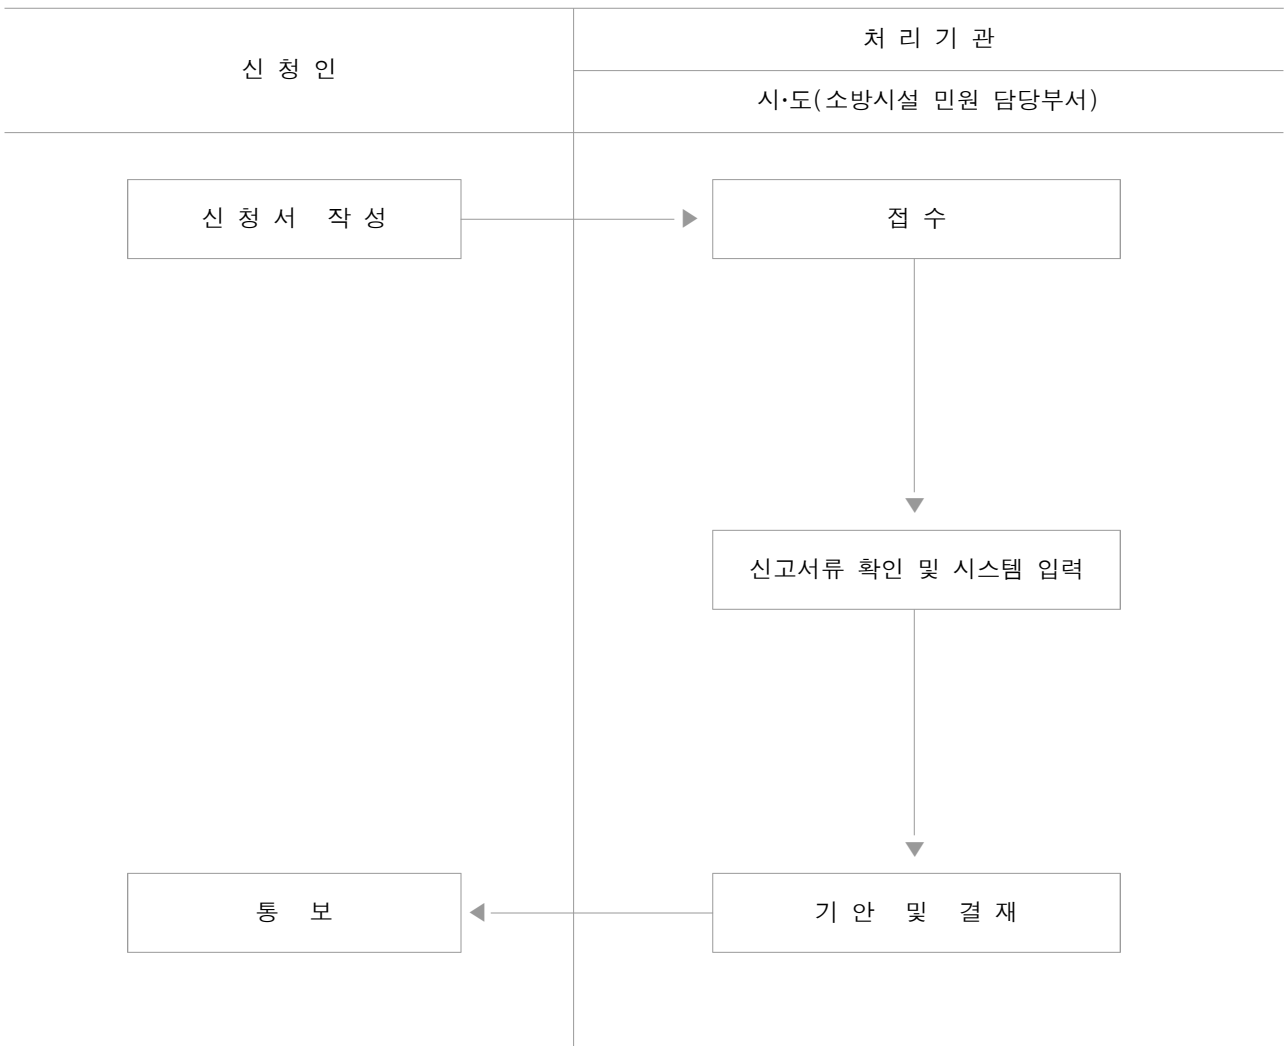 신 청 인
처 리 기 관
시·도(소방시설 민원 담당부서)
신 청 서 작 성
접 수
신고서류 확인 및 시스템 입력
통 보
기 안 및 결 재